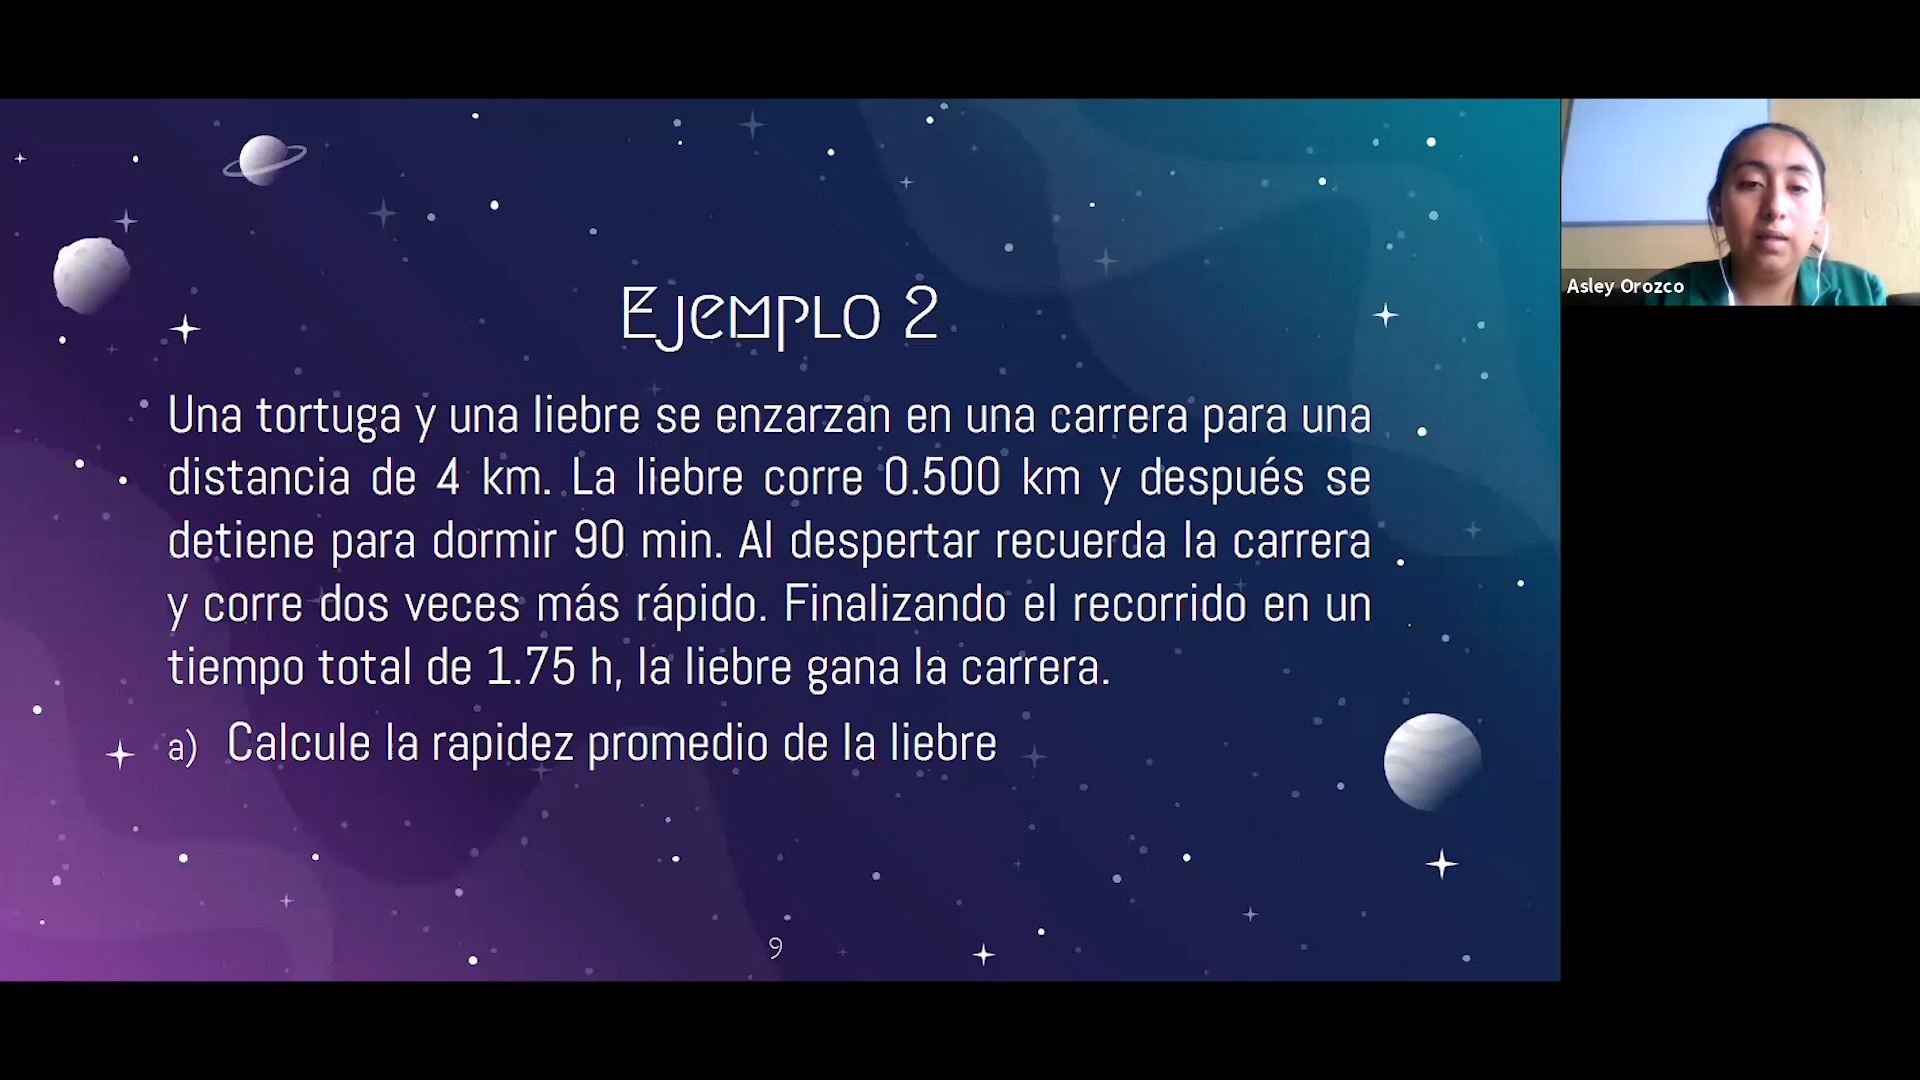 Ejemplo 2
Una tortuga y una liebre se enzarzan en una carrera para una
distancia de 4 km. La liebre corre 0.500 km y después se
detiene para dormir 90 min. Al despertar recuerda la carrera
y corre dos veces más rápido. Finalizando el recorrido en un
tiempo total de 1.75 h, la liebre gana la carrera.
a) Calcule la rapidez promedio de la liebre
9
Asley Orozco